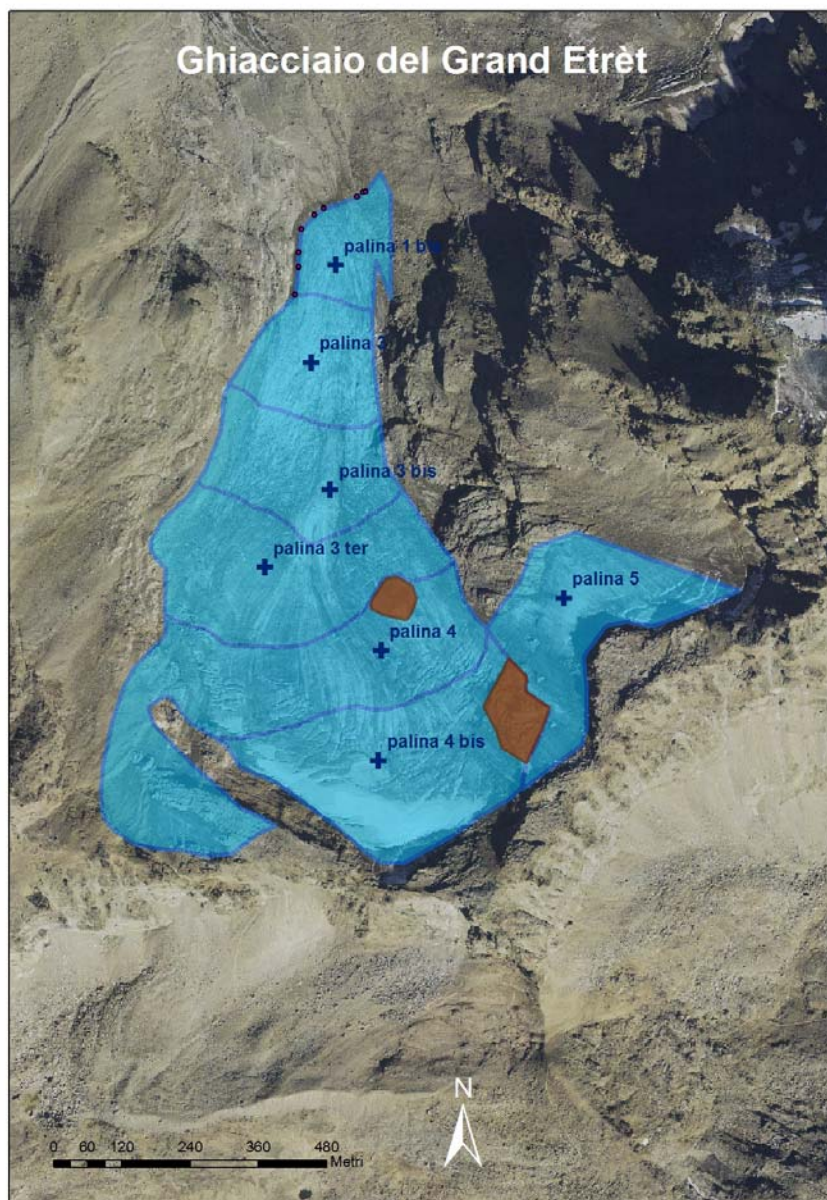 Ghiacciaio del Grand Etrèt
palina 1 bis
palina 3
palina 3 bis
palina 3 ter
palina 5
palina 4
palina 4 bis
N
0 60 120 240 360 480
Metri